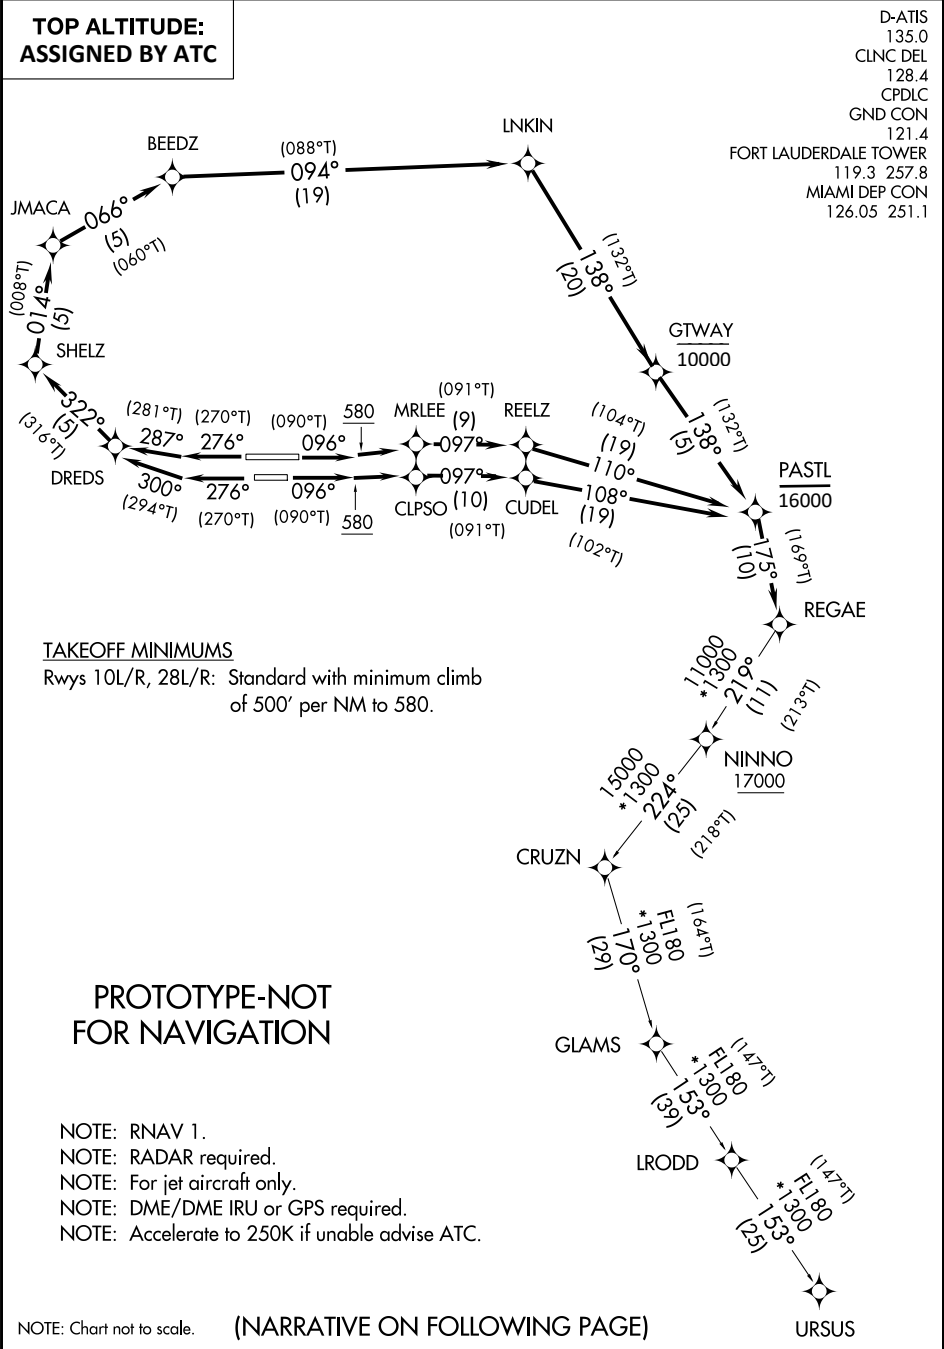 TOP ALTITUDE:
ASSIGNED BY ATC
D-ATIS
135.0
CLNC DEL
128.4
CPDLC
GND CON
121.4
FORT LAUDERDALE TOWER
119.3 257.8
MIAMI DEP CON
126.05 251.1
LNKIN
BEEDZ
(088°T)
094°
(19)
JMACA
066°
(5)
(060°T)
(008°T)
014°
(5)
SHELZ
(132°T)
138°
(20)
GTWAY
10000
(132°T)
138°
(5)
322°
(5)
(316°T)
DREDS
(281°T)
287°
(270°T)
276°
(090°T)
096°
580
MRLEE
(091°T)
(9)
097°
REELZ
(104°T)
(19)
110°
PASTL
16000
300°
(294°T)
276°
(270°T)
096°
(090°T)
580
CLPSO
097°
(10)
(091°T)
CUDEL
108°
(19)
(102°T)
175°
(10)
(169°T)
REGAE
TAKEOFF MINIMUMS
Rwys 10L/R, 28L/R: Standard with minimum climb
of 500' per NM to 580.
11000
*1300
219°
(11)
(213°T)
NINNO
17000
15000
*1300
224°
(25)
(218°T)
CRUZN
(164°T)
FL180
*1300
170°
(29)
PROTOTYPE-NOT
FOR NAVIGATION
GLAMS
(147°T)
FL180
*1300
153°
(39)
LRODD
(147°T)
FL180
*1300
153°
(25)
URSUS
NOTE: RNAV 1.
NOTE: RADAR required.
NOTE: For jet aircraft only.
NOTE: DME/DME IRU or GPS required.
NOTE: Accelerate to 250K if unable advise ATC.
NOTE: Chart not to scale.
(NARRATIVE ON FOLLOWING PAGE)